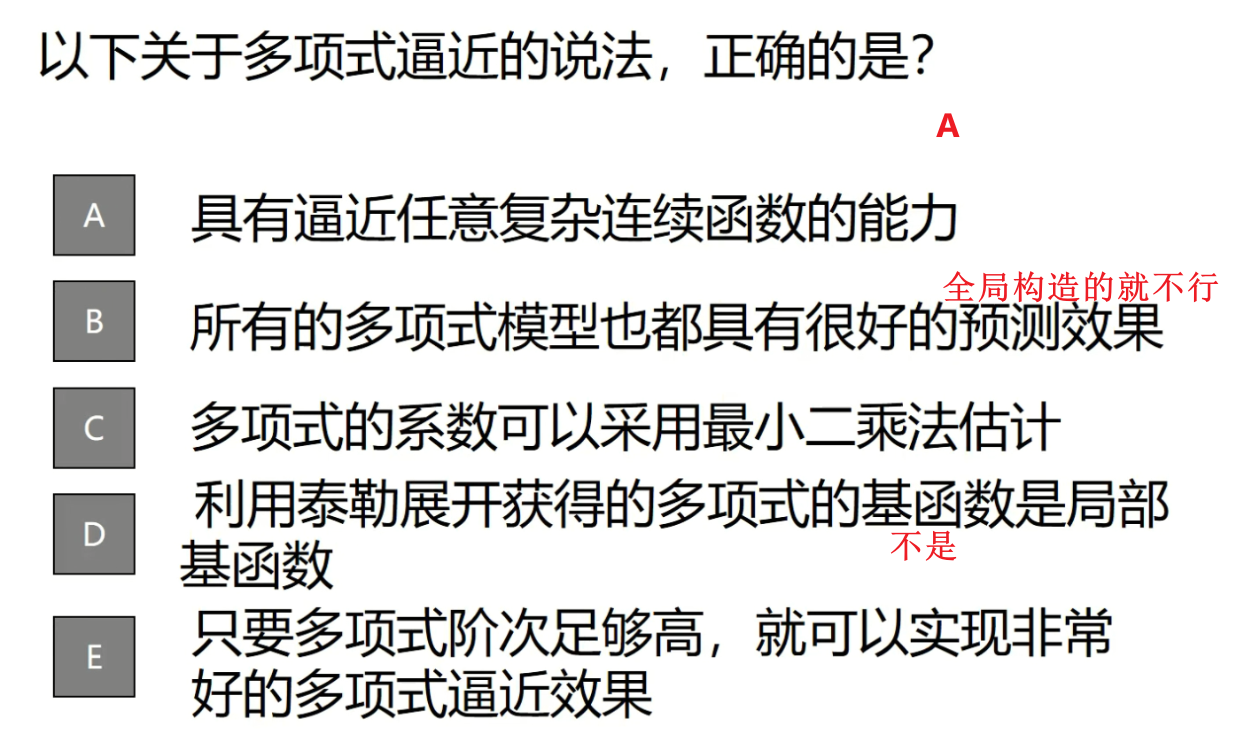 以下关于多项式逼近的说法，正确的是？
A
A 具有逼近任意复杂连续函数的能力
全局构造的就不行
B 所有的多项式模型也都具有很好的预测效果
C 多项式的系数可以采用最小二乘法估计
D 利用泰勒展开获得的多项式的基函数是局部
不是
基函数
E 只要多项式阶次足够高，就可以实现非常
好的多项式逼近效果